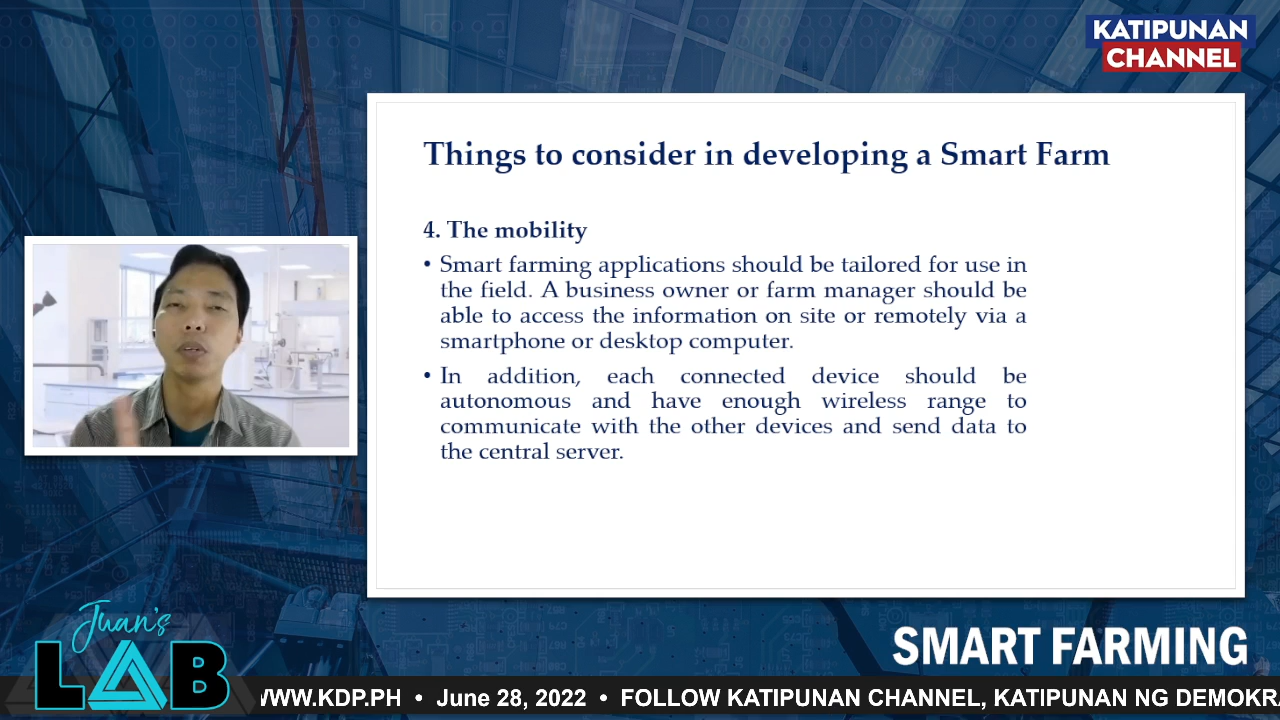 KATIPUNAN
CHANNEL
Things to consider in developing a Smart Farm
4. The mobility
• Smart farming applications should be tailored for use in
the field. A business owner or farm manager should be
able to access the information on site or remotely via a
smartphone or desktop computer.
• In addition, each connected device should be
autonomous and have enough wireless range to
communicate with the other devices and send data to
the central server.
Juan's
LAB
SMART FARMING
WWW.KDP.PH • June 28, 2022 • FOLLOW KATIPUNAN CHANNEL, KATIPUNAN NG DEMOKR